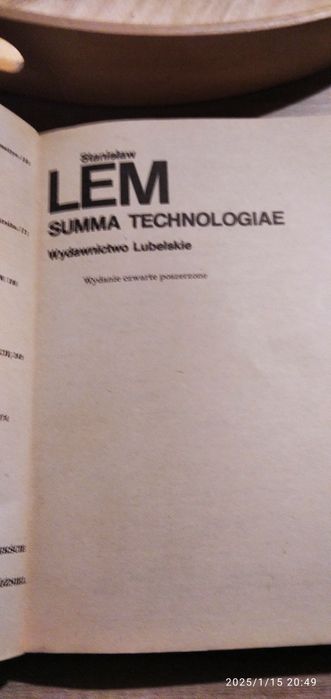 Stanisław
LEM
SUMMA TECHNOLOGIAE
Wydawnictwo Lubelskie
Wydanie czwarte poszerzone
2025/1/15 20:49